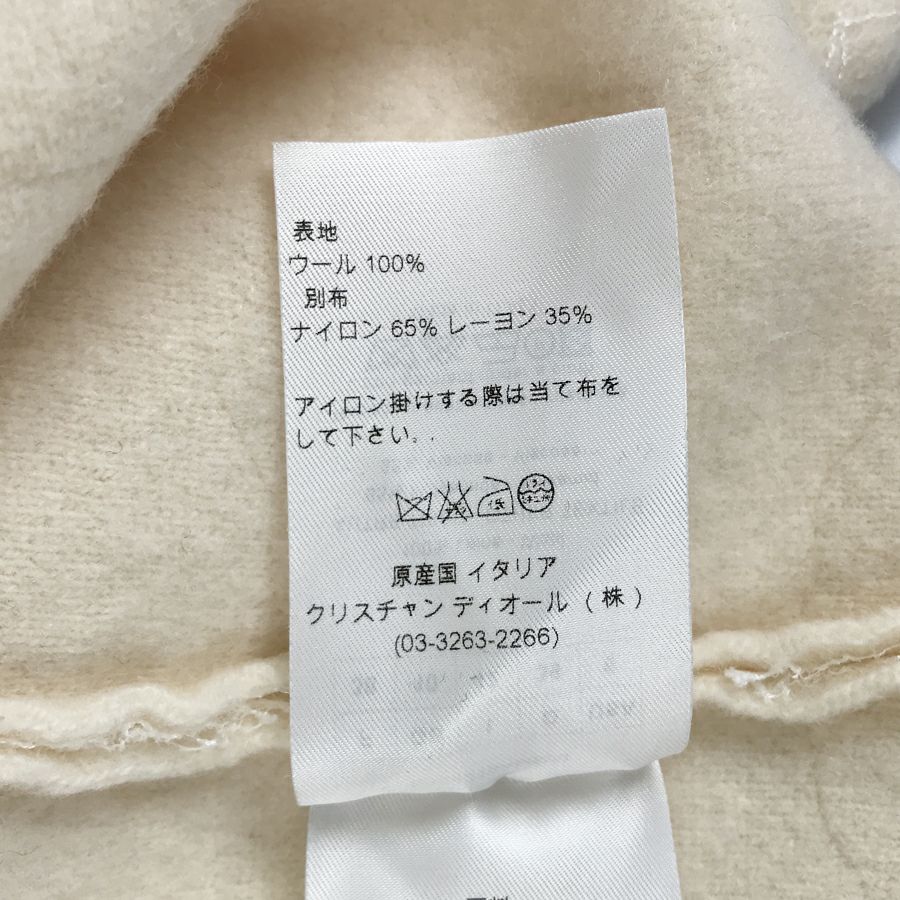 表地
ウール 100%
別布
ナイロン 65% レーヨン 35%
アイロン掛けする際は当て布を
して下さい。.
原産国 イタリア
クリスチャン ディオール （ 株 ）
(03-3263-2266)